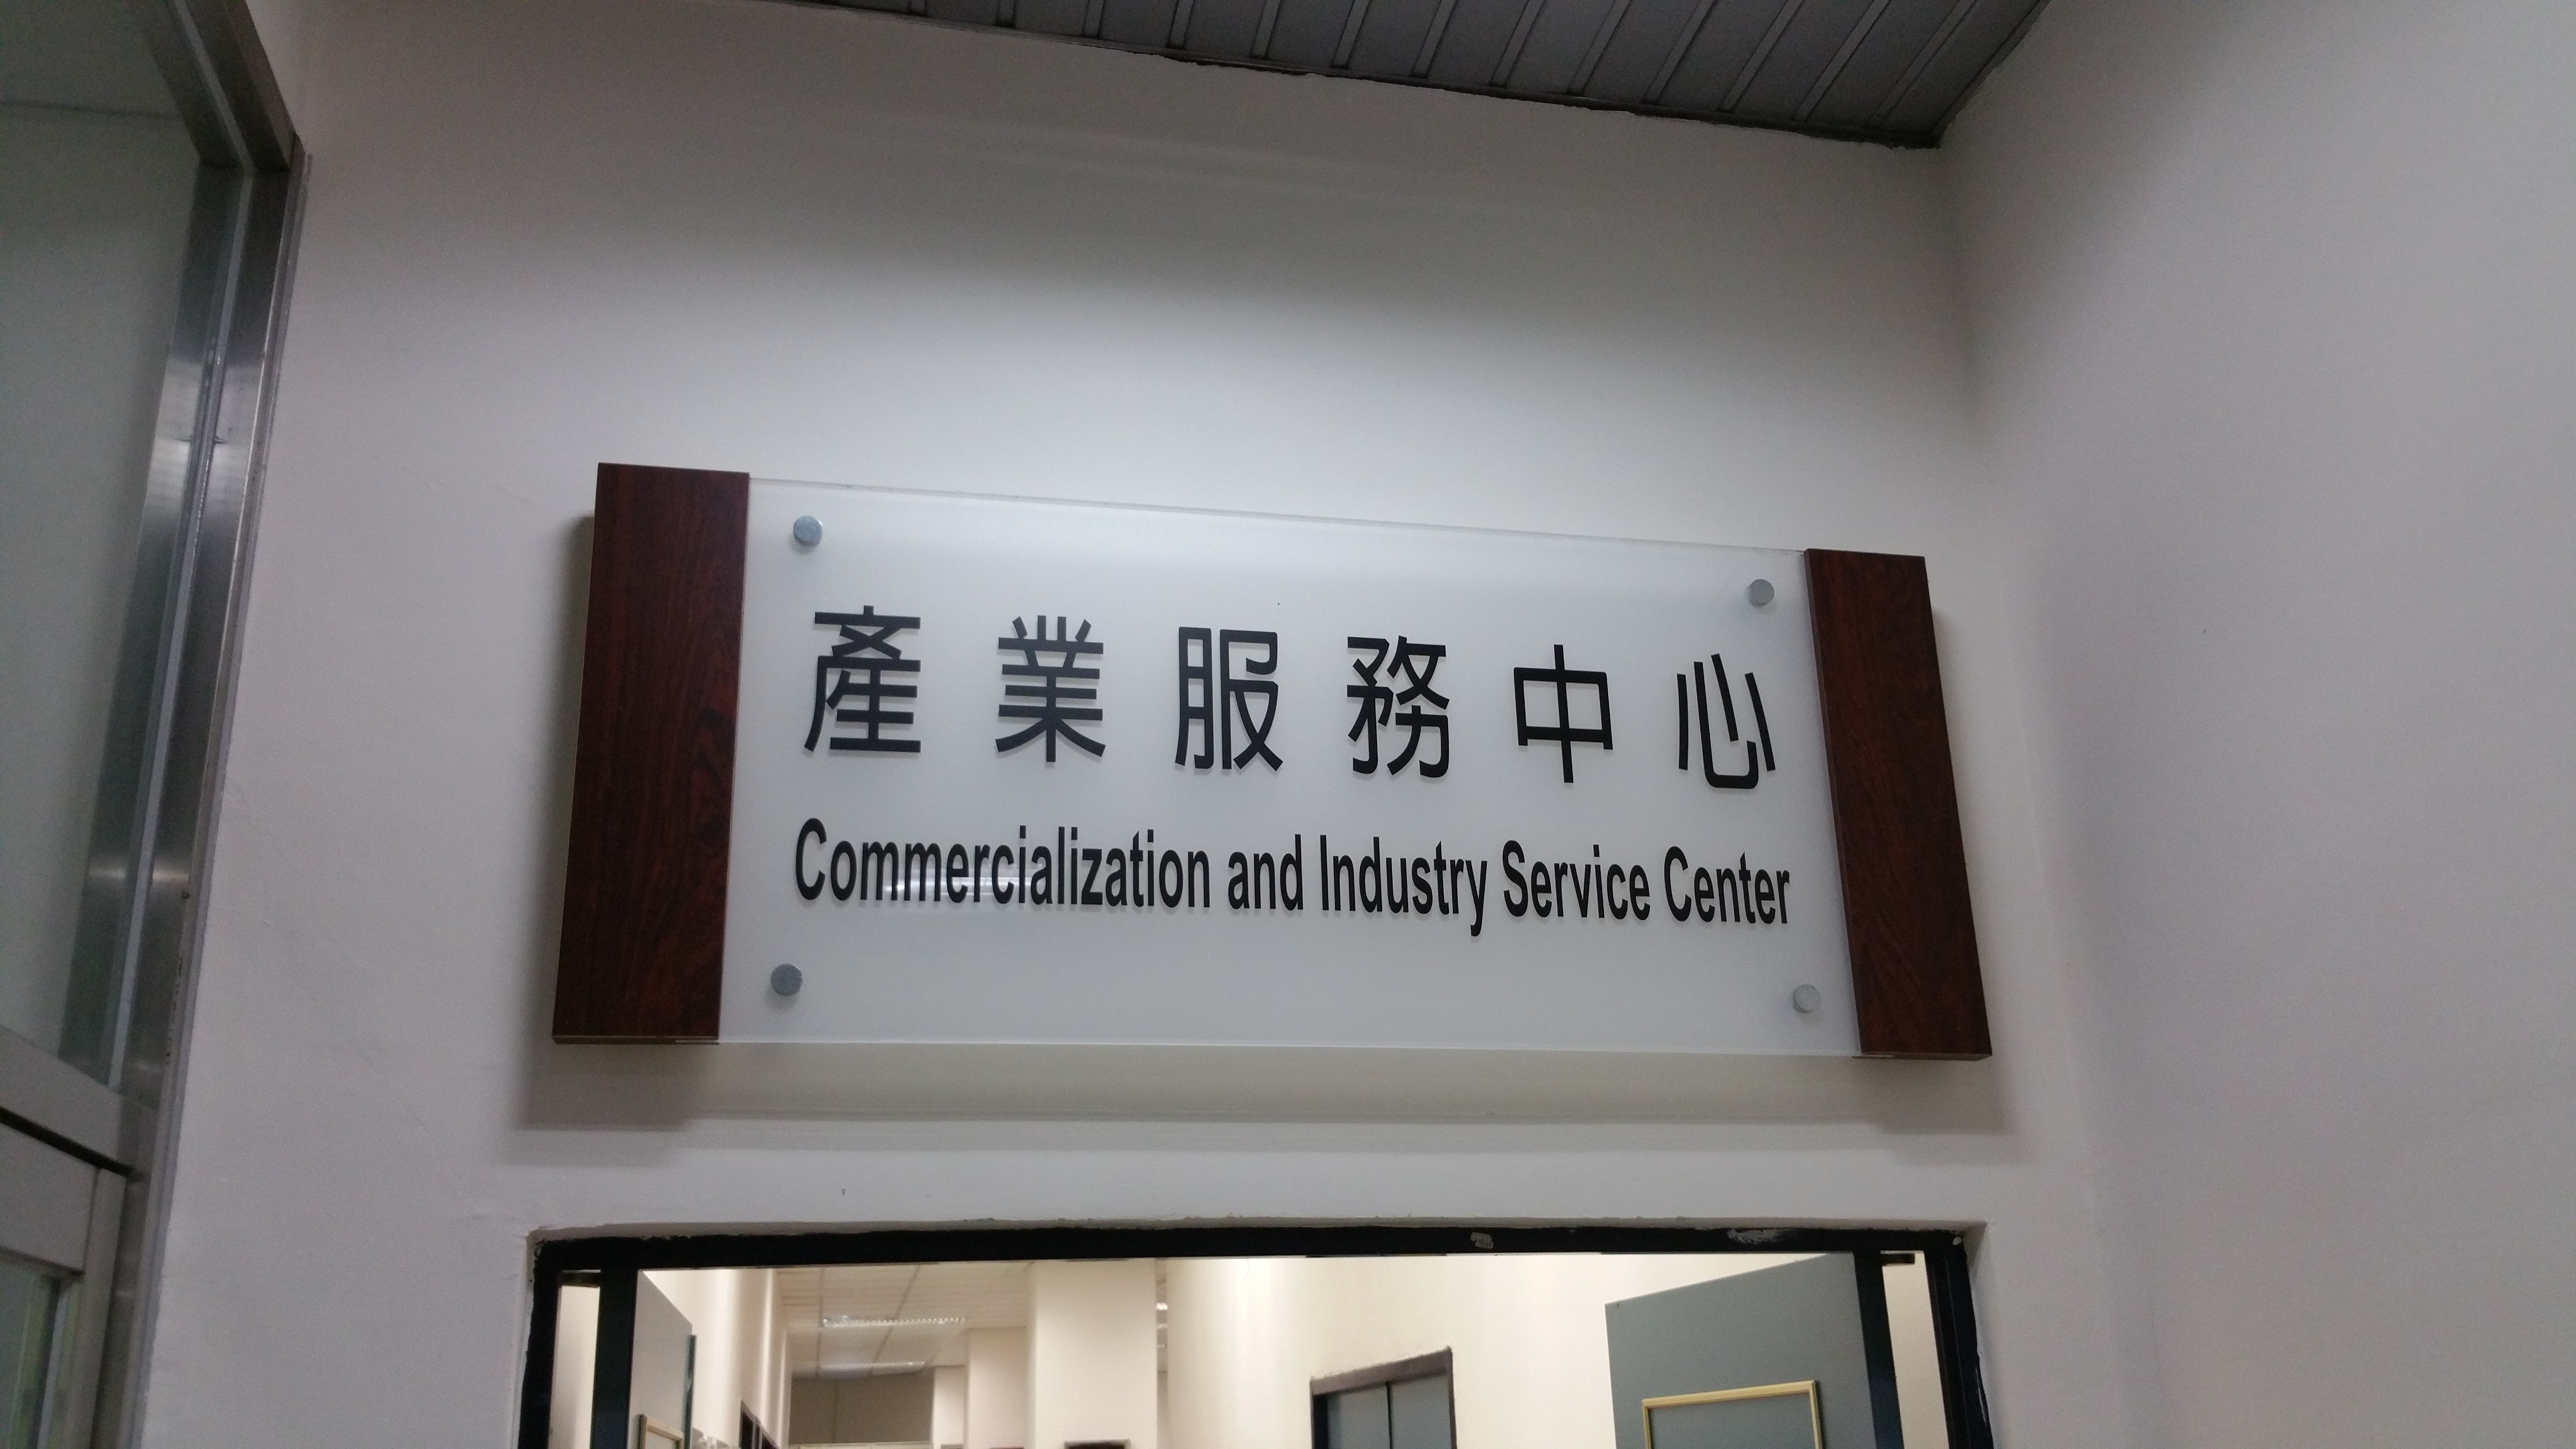 產業服務中心
Commercialization and Industry Service Center